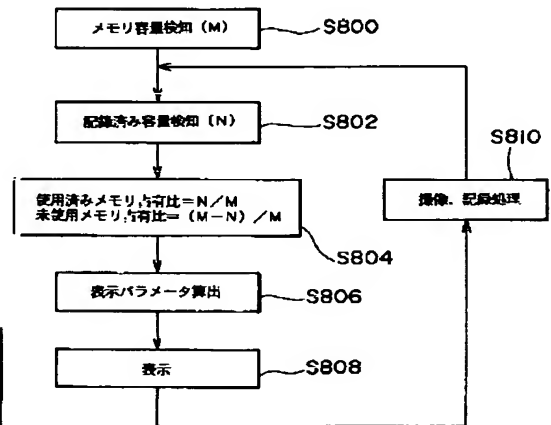 メモリ容量検知（M）
S800
記録済み容量検知（N）
S802
使用済みメモリ占有比＝N／M
未使用メモリ占有比＝（M－N）／M
S804
表示パラメータ算出
S806
表示
S808
S810
撮像、記録処理